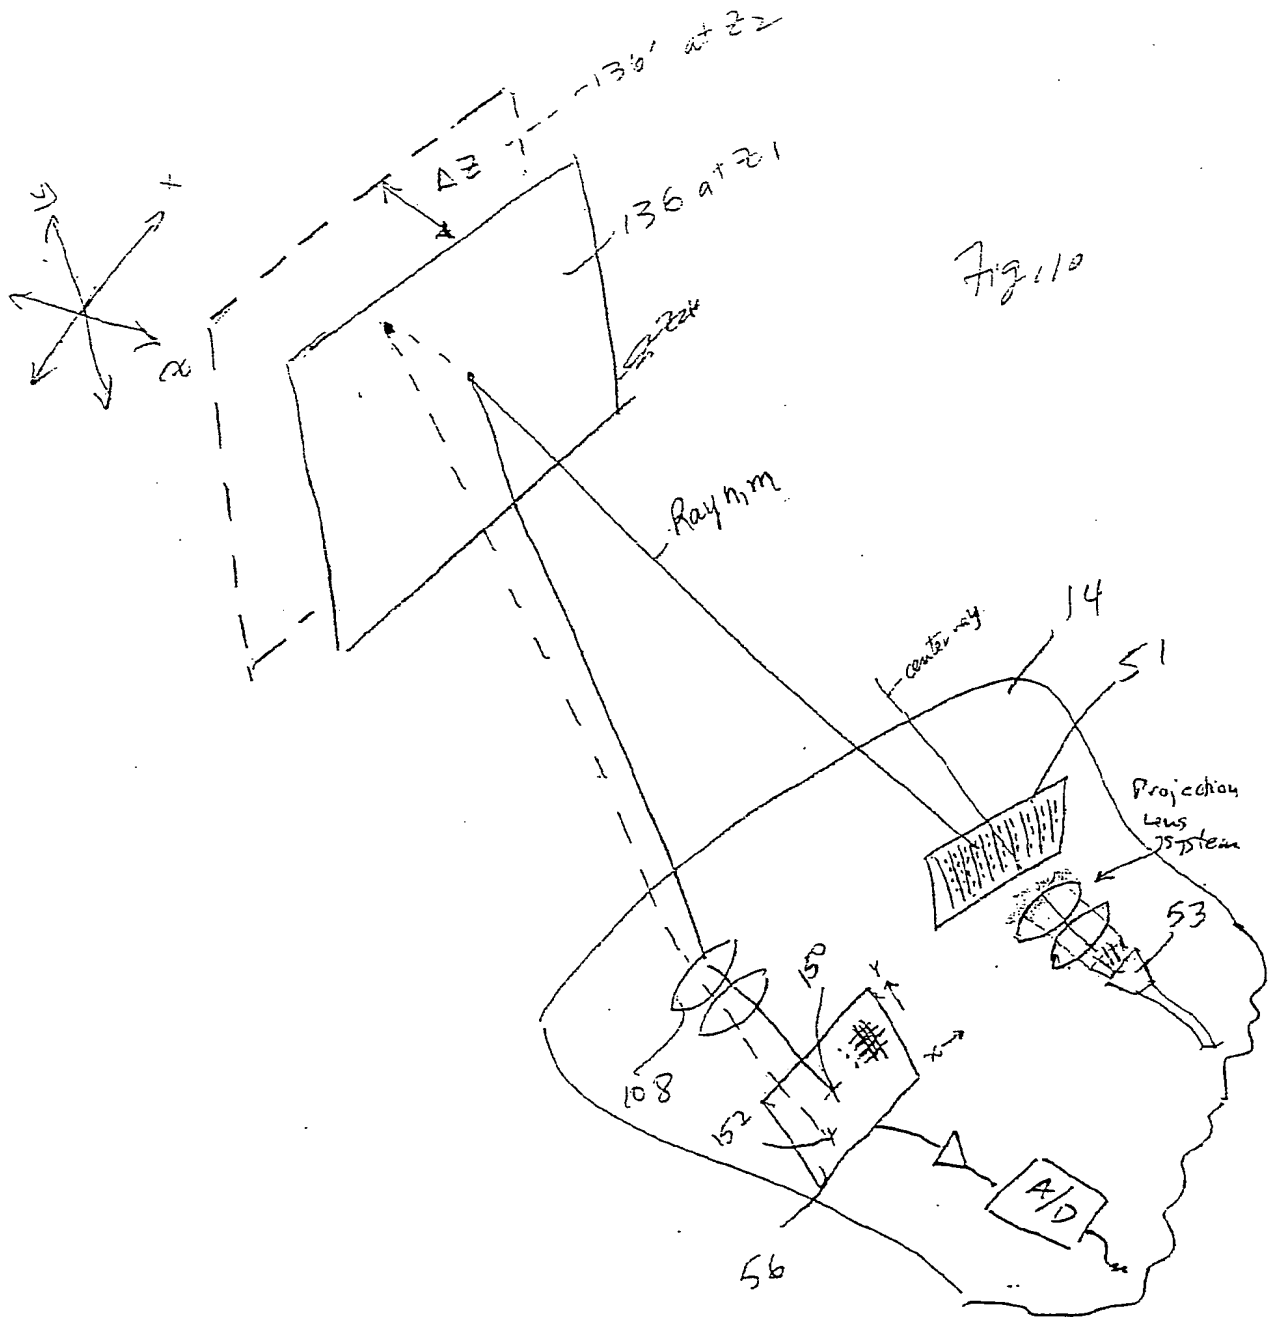 136' at Z2
ΔZ
136 at Z1
y
x
Fig. 10
Ray n,m
center ray
14
51
Projection
Lens
System
53
150
Y
X
108
152
A/D
56